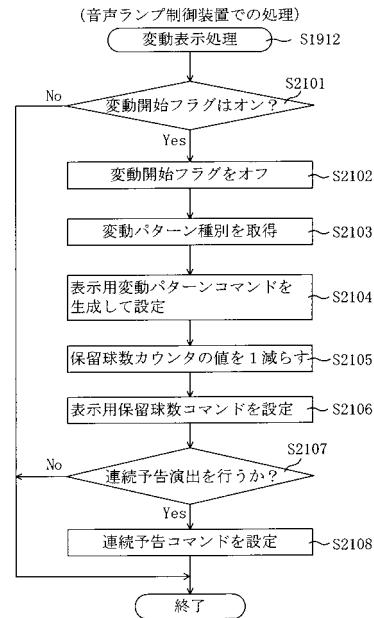 (音声ランプ制御装置での処理)
変動表示処理
S1912
S2101
No
変動開始フラグはオン?
Yes
変動開始フラグをオフ
S2102
変動パターン種別を取得
S2103
表示用変動パターンコマンドを
生成して設定
S2104
保留球数カウンタの値を1減らす
S2105
表示用保留球数コマンドを設定
S2106
S2107
No
連続予告演出を行うか?
Yes
連続予告コマンドを設定
S2108
終了